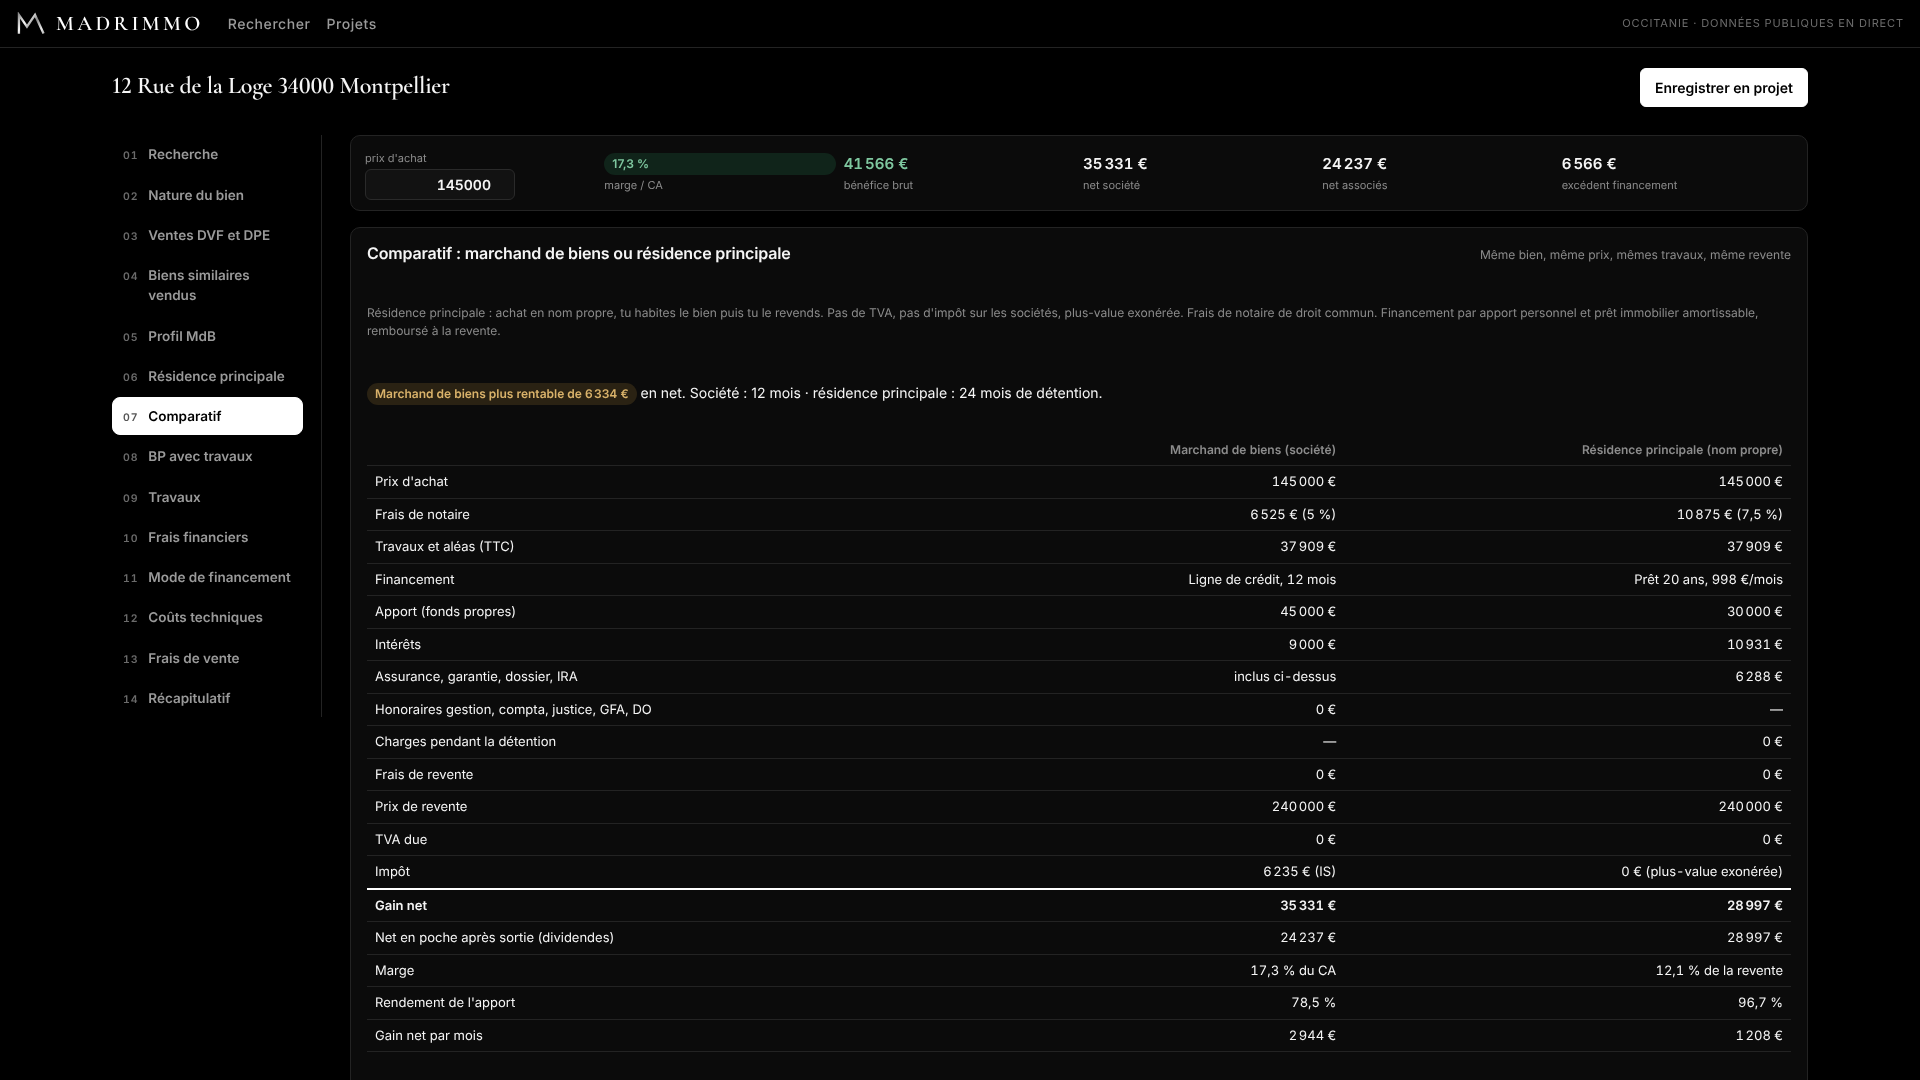 MADRIMMO Rechercher Projets OCCITANIE · DONNÉES PUBLIQUES EN DIRECT
12 Rue de la Loge 34000 Montpellier
Enregistrer en projet
01 Recherche
02 Nature du bien
03 Ventes DVF et DPE
04 Biens similaires
vendus
05 Profil MdB
06 Résidence principale
07 Comparatif
08 BP avec travaux
09 Travaux
10 Frais financiers
11 Mode de financement
12 Coûts techniques
13 Frais de vente
14 Récapitulatif
prix d'achat
145000
17,3 %
marge / CA
41 566 €
bénéfice brut
35 331 €
net société
24 237 €
net associés
6 566 €
excédent financement
Comparatif : marchand de biens ou résidence principale
Même bien, même prix, mêmes travaux, même revente
Résidence principale : achat en nom propre, tu habites le bien puis tu le revends. Pas de TVA, pas d'impôt sur les sociétés, plus-value exonérée. Frais de notaire de droit commun. Financement par apport personnel et prêt immobilier amortissable,
remboursé à la revente.
Marchand de biens plus rentable de 6 334 € en net. Société : 12 mois · résidence principale : 24 mois de détention.
Marchand de biens (société) Résidence principale (nom propre)
Prix d'achat 145 000 € 145 000 €
Frais de notaire 6 525 € (5 %) 10 875 € (7,5 %)
Travaux et aléas (TTC) 37 909 € 37 909 €
Financement Ligne de crédit, 12 mois Prêt 20 ans, 998 €/mois
Apport (fonds propres) 45 000 € 30 000 €
Intérêts 9 000 € 10 931 €
Assurance, garantie, dossier, IRA inclus ci-dessus 6 288 €
Honoraires gestion, compta, justice, GFA, DO 0 € —
Charges pendant la détention — 0 €
Frais de revente 0 € 0 €
Prix de revente 240 000 € 240 000 €
TVA due 0 € 0 €
Impôt 6 235 € (IS) 0 € (plus-value exonérée)
Gain net 35 331 € 28 997 €
Net en poche après sortie (dividendes) 24 237 € 28 997 €
Marge 17,3 % du CA 12,1 % de la revente
Rendement de l'apport 78,5 % 96,7 %
Gain net par mois 2 944 € 1 208 €